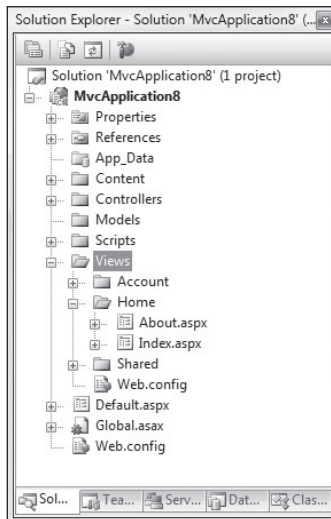 Solution Explorer - Solution 'MvcApplication8' (...
Solution 'MvcApplication8' (1 project)
MvcApplication8
Properties
References
App_Data
Content
Controllers
Models
Scripts
Views
Account
Home
About.aspx
Index.aspx
Shared
Web.config
Default.aspx
Global.asax
Web.config
Sol... Tea... Serv... Dat... Clas...